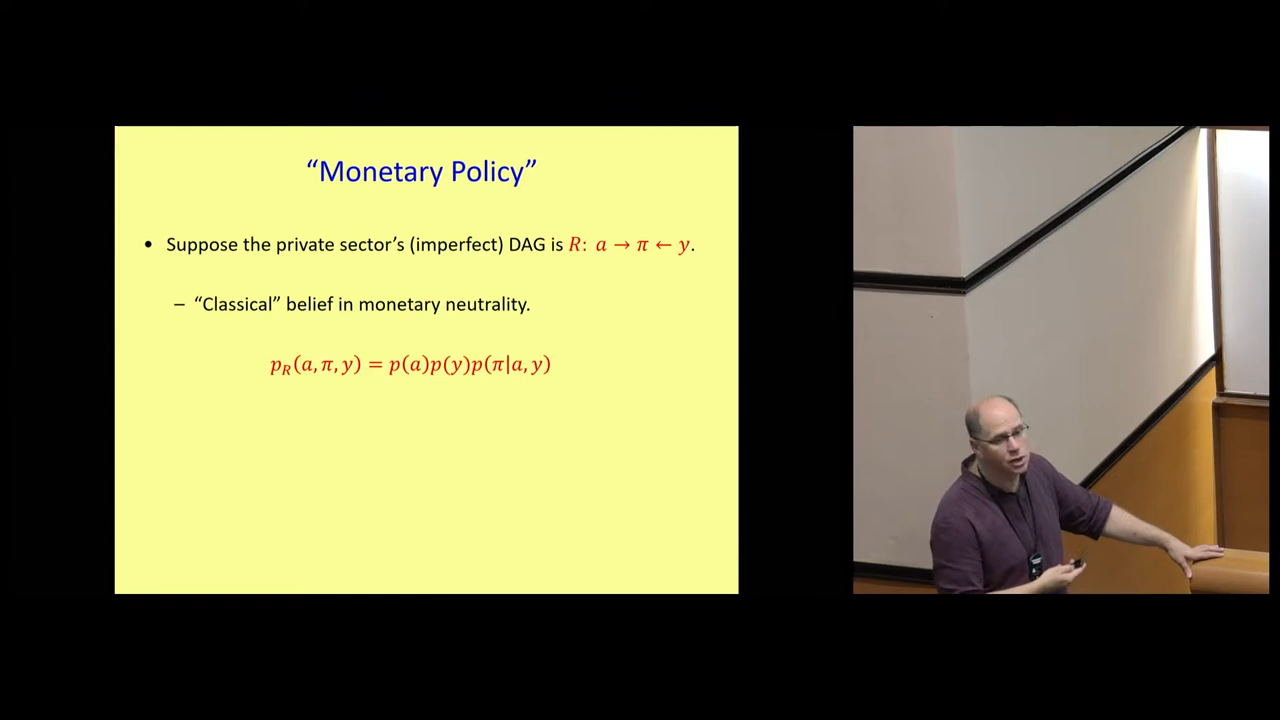 “Monetary Policy”
• Suppose the private sector’s (imperfect) DAG is R: a → π ← y.
– “Classical” belief in monetary neutrality.
p_R(a, π, y) = p(a)p(y)p(π|a, y)